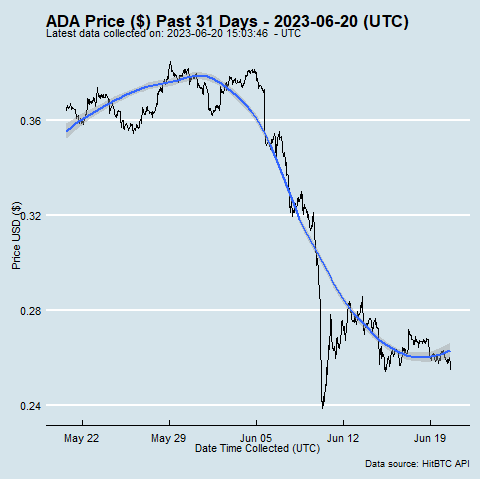 ADA Price ($) Past 31 Days - 2023-06-20 (UTC)
Latest data collected on: 2023-06-20 15:03:46 - UTC
0.36
0.32
0.28
0.24
Price USD ($)
May 22
May 29
Jun 05
Jun 12
Jun 19
Date Time Collected (UTC)
Data source: HitBTC API